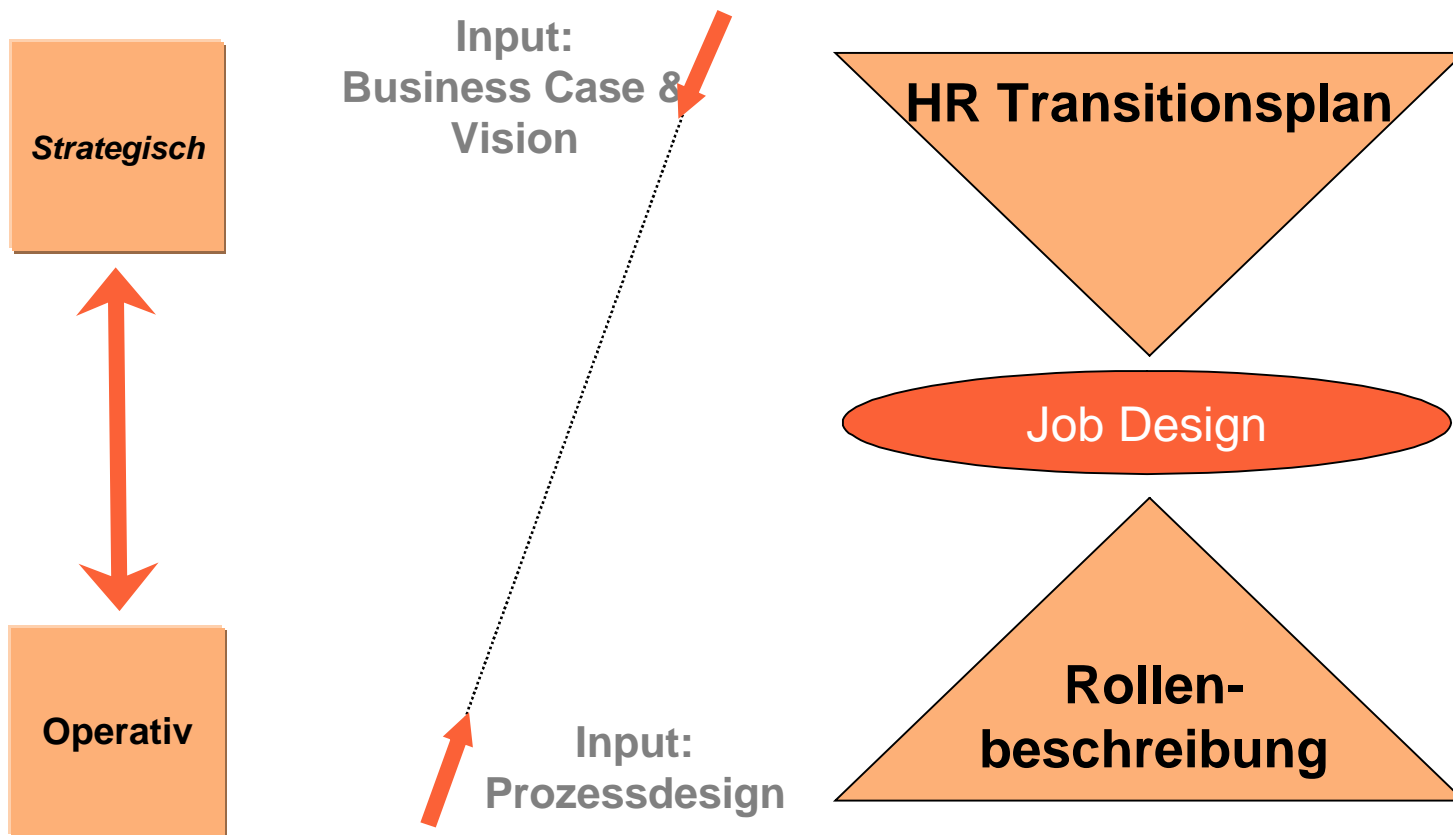 Input:
Business Case &
Vision
HR Transitionsplan
Strategisch
Job Design
Operativ
Input:
Prozessdesign
Rollen-
beschreibung